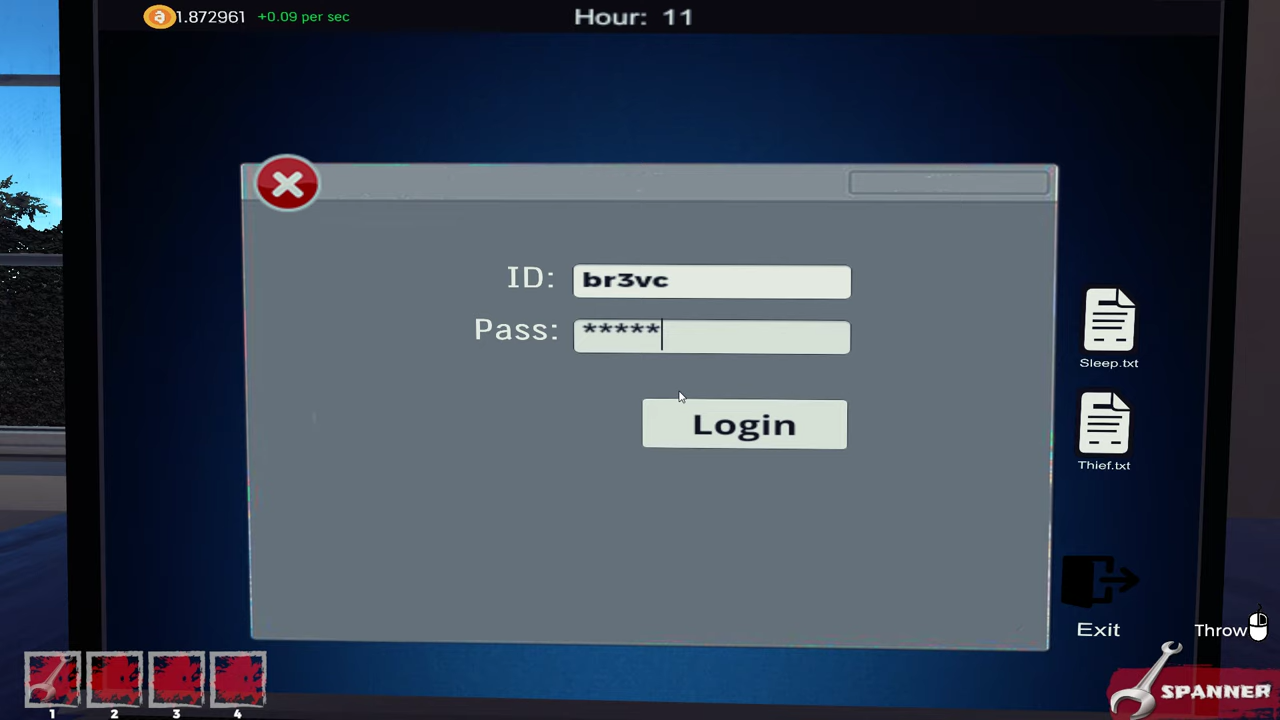 1.872961 +0.09 per sec
Hour: 11
ID: br3vc
Pass: *****
Login
Sleep.txt
Thief.txt
Exit
Throw
SPANNER
1 2 3 4